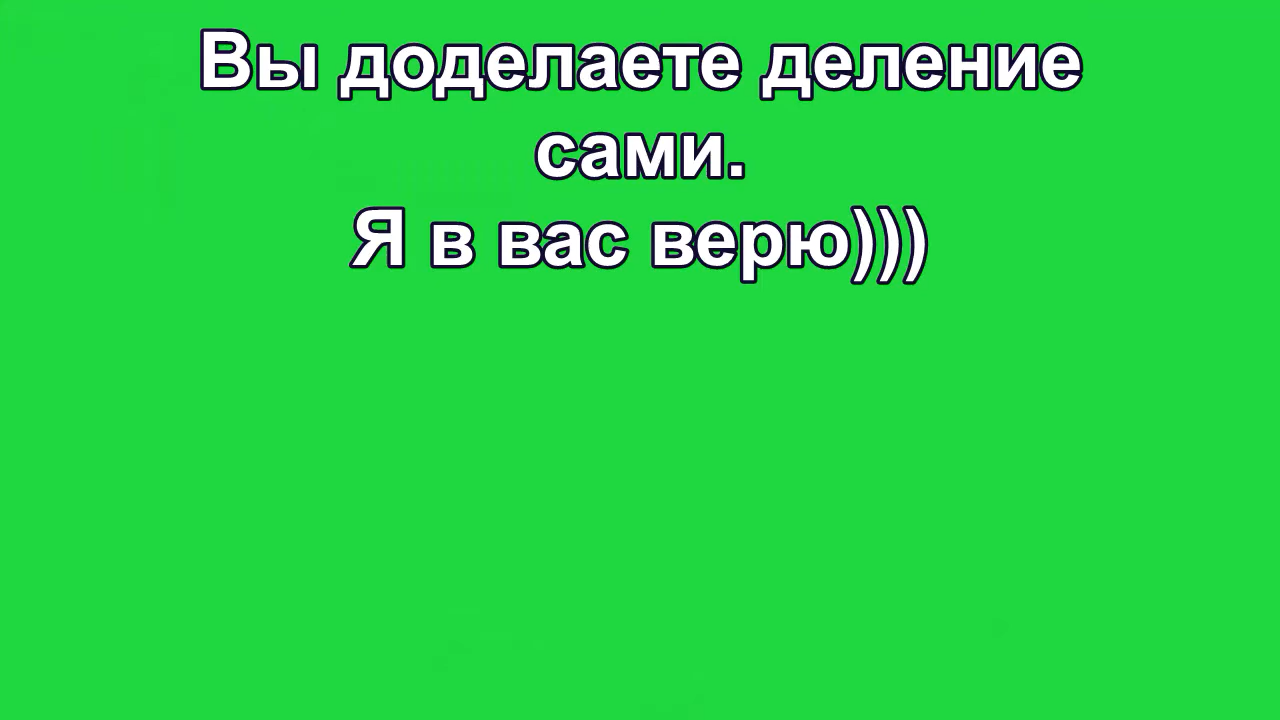 Вы доделаете деление
сами.
Я в вас верю)))